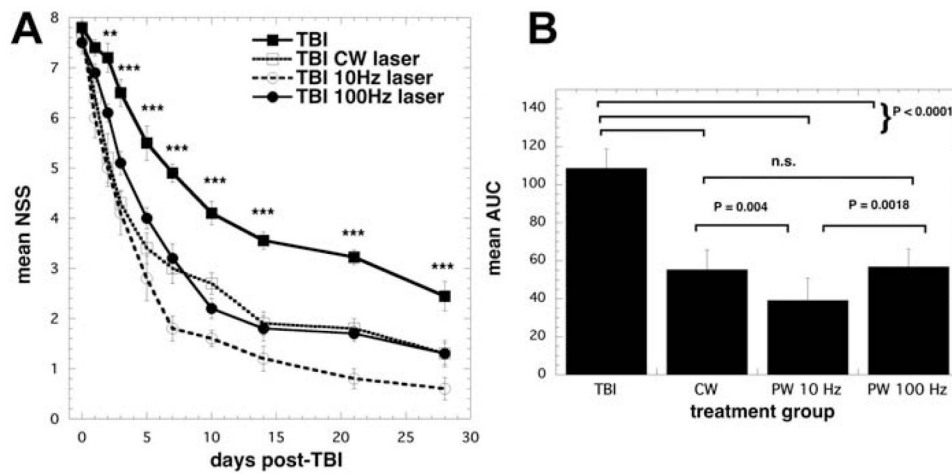 A
8
7
6
5
4
3
2
1
0
mean NSS
**
***
***
***
***
***
***
***
TBI
TBI CW laser
TBI 10Hz laser
TBI 100Hz laser
0 5 10 15 20 25 30
days post-TBI
B
140
120
100
80
60
40
20
0
mean AUC
P < 0.0001
n.s.
P = 0.004
P = 0.0018
TBI CW PW 10 Hz PW 100 Hz
treatment group